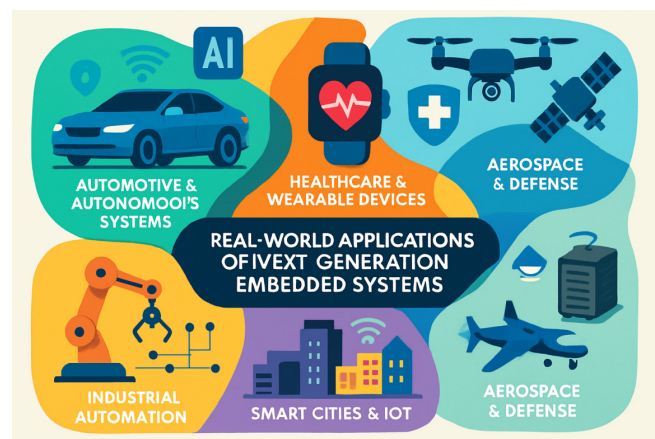 AI
AUTOMOTIVE &
AUTONOMOOI'S
SYSTEMS
HEALTHCARE &
WEARABLE DEVICES
AEROSPACE
& DEFENSE
REAL-WORLD APPLICATIONS
OF IVEXT GENERATION
EMBEDDED SYSTEMS
INDUSTRIAL
AUTOMATION
SMART CITIES & IOT
AEROSPACE
& DEFENSE